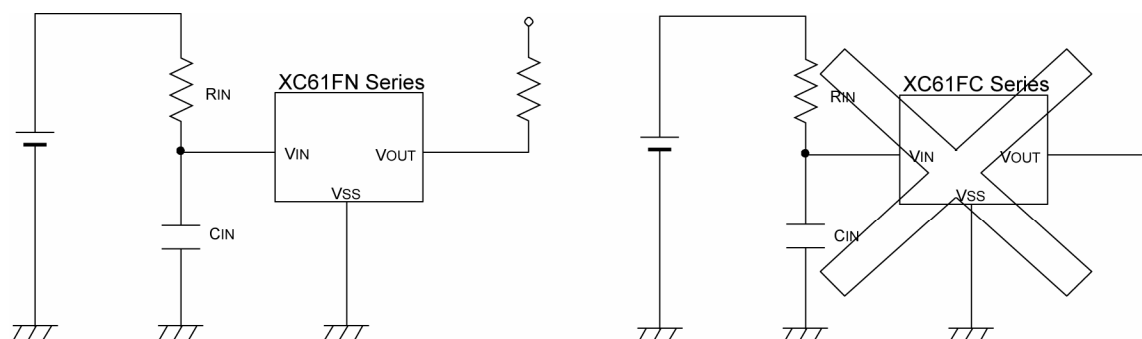 XC61FN Series
RIN
VIN
VOUT
VSS
CIN
XC61FC Series
RIN
VIN
VOUT
VSS
CIN